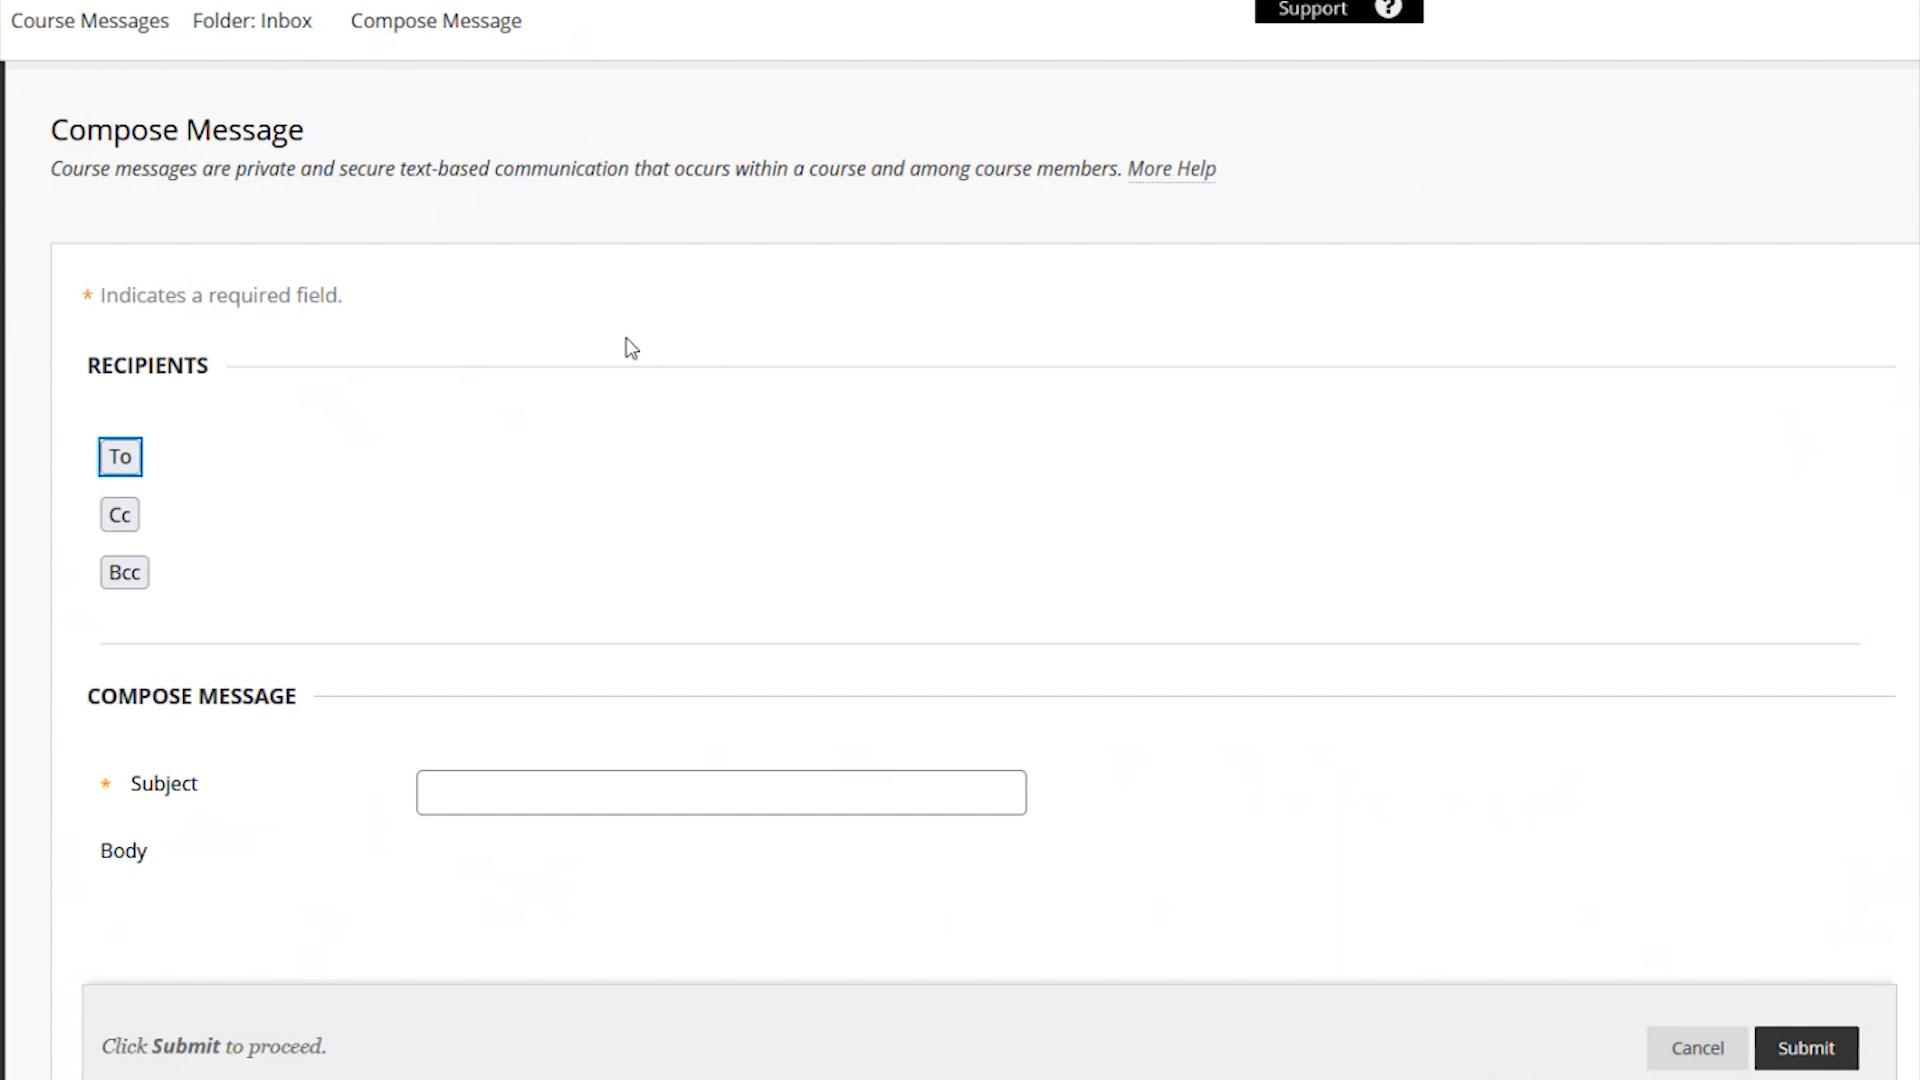 Course Messages Folder: Inbox Compose Message
Support ?
Compose Message
Course messages are private and secure text-based communication that occurs within a course and among course members. More Help
* Indicates a required field.
RECIPIENTS
To
Cc
Bcc
COMPOSE MESSAGE
* Subject
Body
Click Submit to proceed.
Cancel Submit